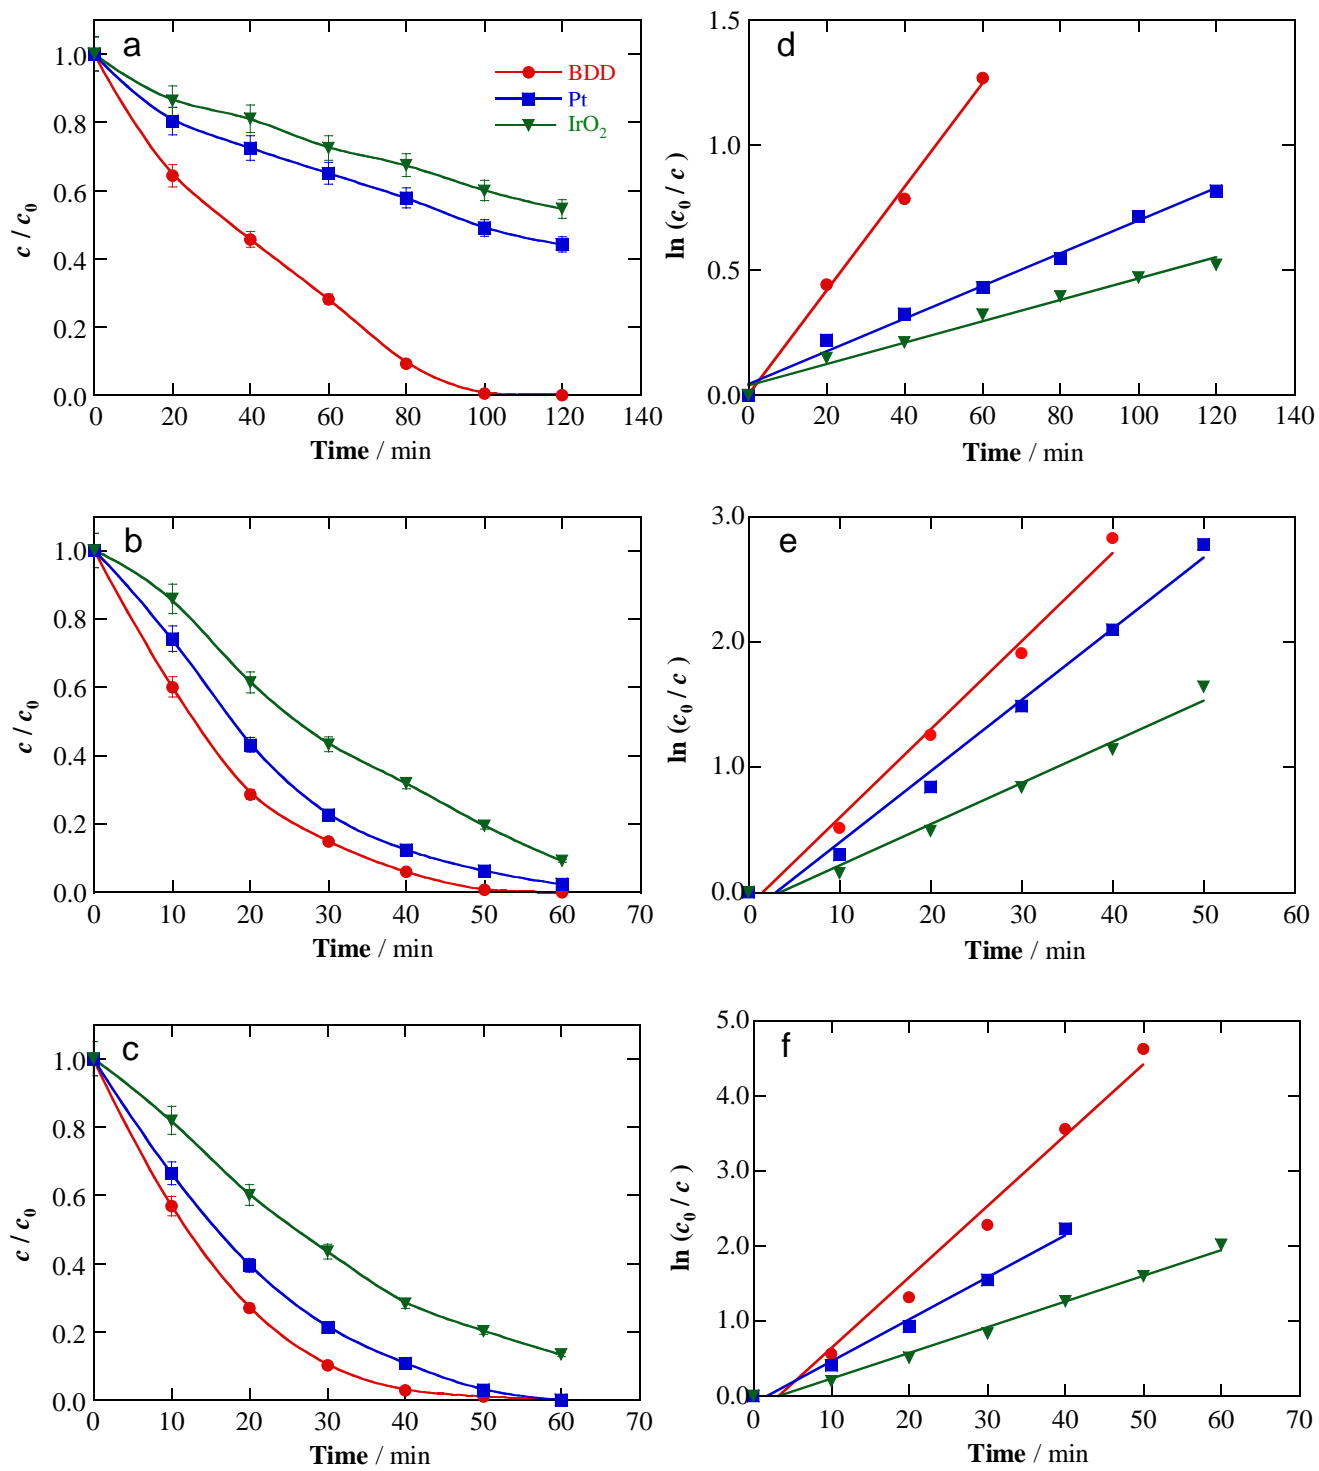 a
1.0
0.8
0.6
0.4
0.2
0.0
c / c₀
BDD
Pt
IrO₂
0 20 40 60 80 100 120 140
Time / min
d
1.5
1.0
0.5
0.0
ln (c₀ / c )
0 20 40 60 80 100 120 140
Time / min
b
1.0
0.8
0.6
0.4
0.2
0.0
c / c₀
0 10 20 30 40 50 60 70
Time / min
e
3.0
2.0
1.0
0.0
ln (c₀ / c )
0 10 20 30 40 50 60
Time / min
c
1.0
0.8
0.6
0.4
0.2
0.0
c / c₀
0 10 20 30 40 50 60 70
Time / min
f
5.0
4.0
3.0
2.0
1.0
0.0
ln (c₀ / c )
0 10 20 30 40 50 60 70
Time / min